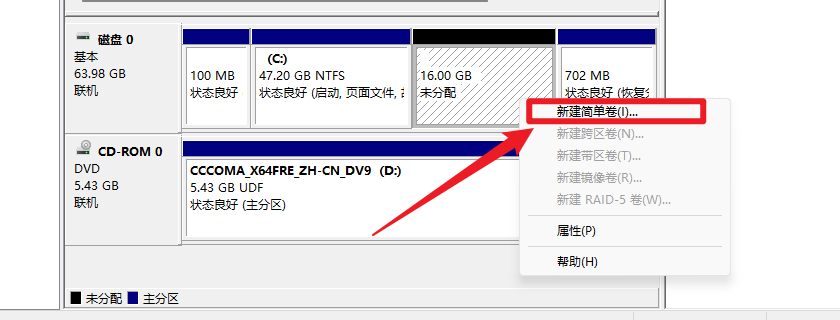 磁盘 0
基本
63.98 GB
联机
100 MB
状态良好 (
(C:)
47.20 GB NTFS
状态良好 (启动, 页面文件,
16.00 GB
未分配
702 MB
状态良好 (恢复
新建简单卷(I)...
新建跨区卷(N)...
新建带区卷(T)...
新建镜像卷(R)...
新建 RAID-5 卷(W)...
属性(P)
帮助(H)
CD-ROM 0
DVD
5.43 GB
联机
CCCOMA_X64FRE_ZH-CN_DV9 (D:)
5.43 GB UDF
状态良好 (主分区)
未分配
主分区